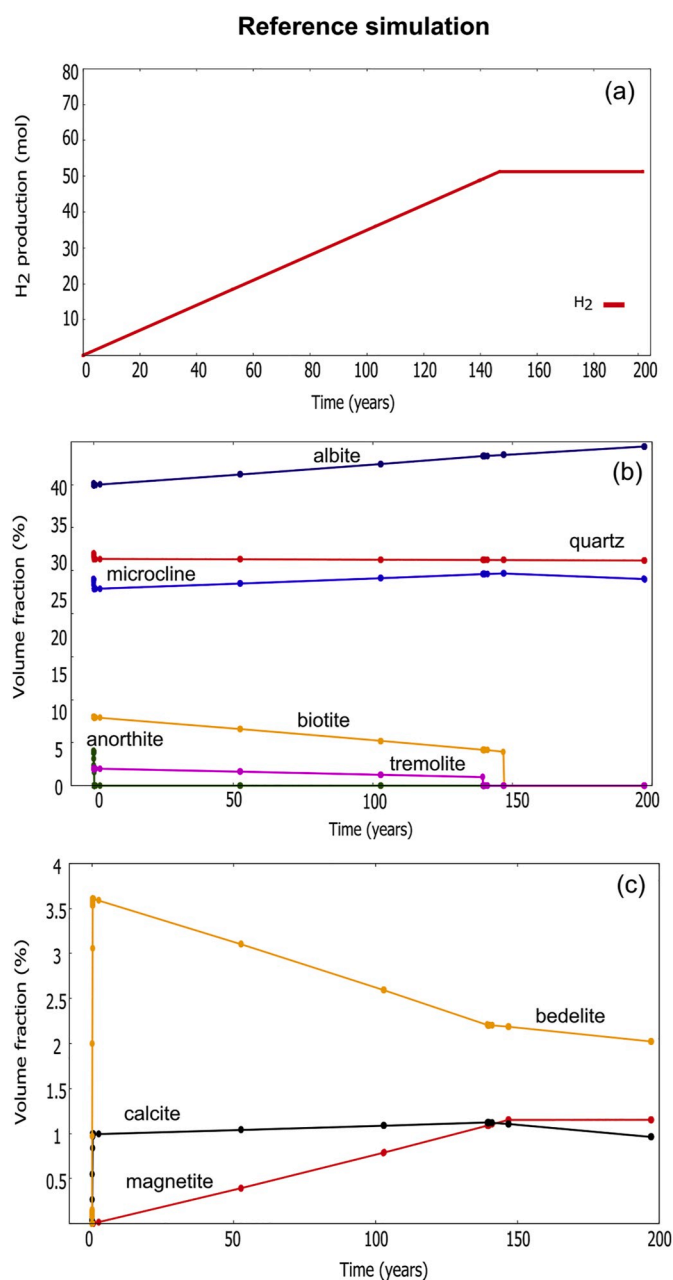 Reference simulation
(a)
H2 production (mol)
80
70
60
50
40
30
20
10
H2
0 20 40 60 80 100 120 140 160 180 200
Time (years)
(b)
Volume fraction (%)
40
35
30
25
20
15
10
5
0
albite
quartz
microcline
biotite
anorthite
tremolite
0 50 100 150 200
Time (years)
(c)
Volume fraction (%)
4
3.5
3
2.5
2
1.5
1
0.5
bedelite
calcite
magnetite
0 50 100 150 200
Time (years)